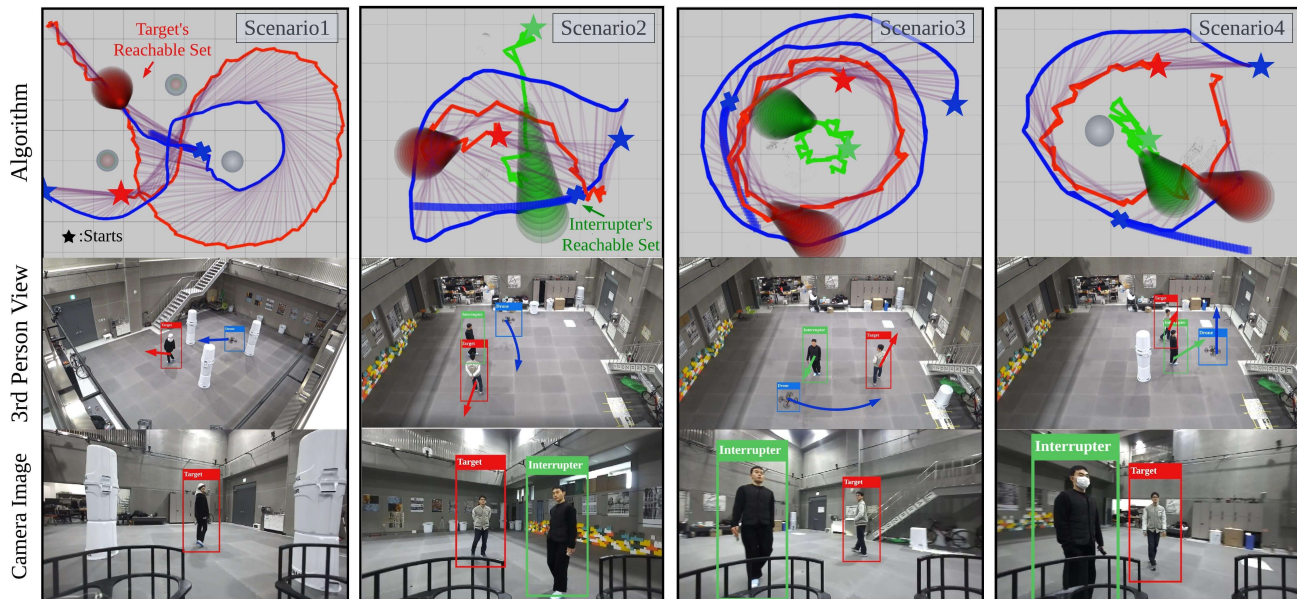 Algorithm
Target's
Reachable Set
Scenario1
★:Starts
Scenario2
Interrupter's
Reachable Set
Scenario3
Scenario4
3rd Person View
Target
Drone
Drone
Interrupter
Target
Interrupter
Target
Drone
Target
Interrupter
Drone
Camera Image
Target
Target
Interrupter
Interrupter
Target
Interrupter
Target